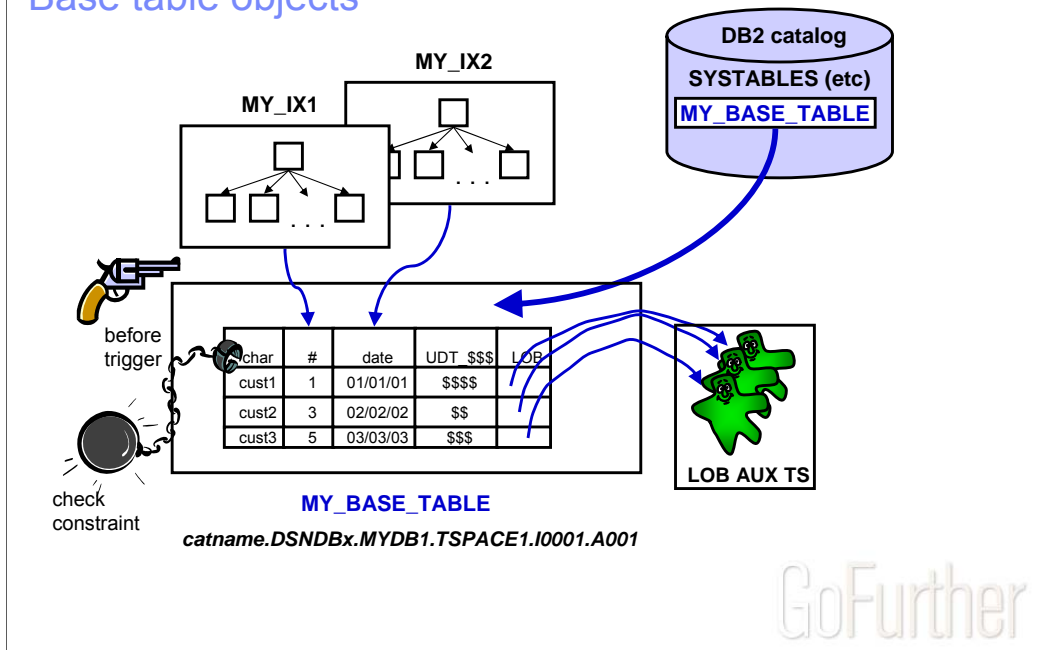 Base table objects
DB2 catalog
SYSTABLES (etc)
MY_BASE_TABLE
MY_IX2
MY_IX1
. . .
. . .
before
trigger
char # date UDT_$$$ LOB
cust1 1 01/01/01 $$$$
cust2 3 02/02/02 $$
cust3 5 03/03/03 $$$
LOB AUX TS
check
constraint
MY_BASE_TABLE
catname.DSNDBx.MYDB1.TSPACE1.I0001.A001
GoFurther